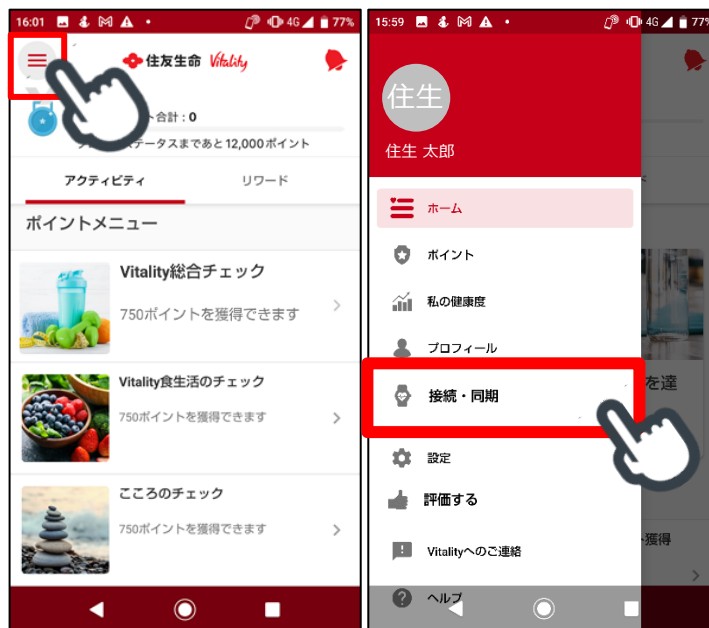 16:01
4G
77%
住友生命 Vitality
ト合計：0
ステータスまであと12,000ポイント
アクティビティ
リワード
ポイントメニュー
Vitality総合チェック
750ポイントを獲得できます
Vitality食生活のチェック
750ポイントを獲得できます
こころのチェック
750ポイントを獲得できます
15:59
4G
77%
住生
住生 太郎
ホーム
ポイント
私の健康度
プロフィール
接続・同期
設定
評価する
Vitalityへのご連絡
ヘルプ
を達
獲得